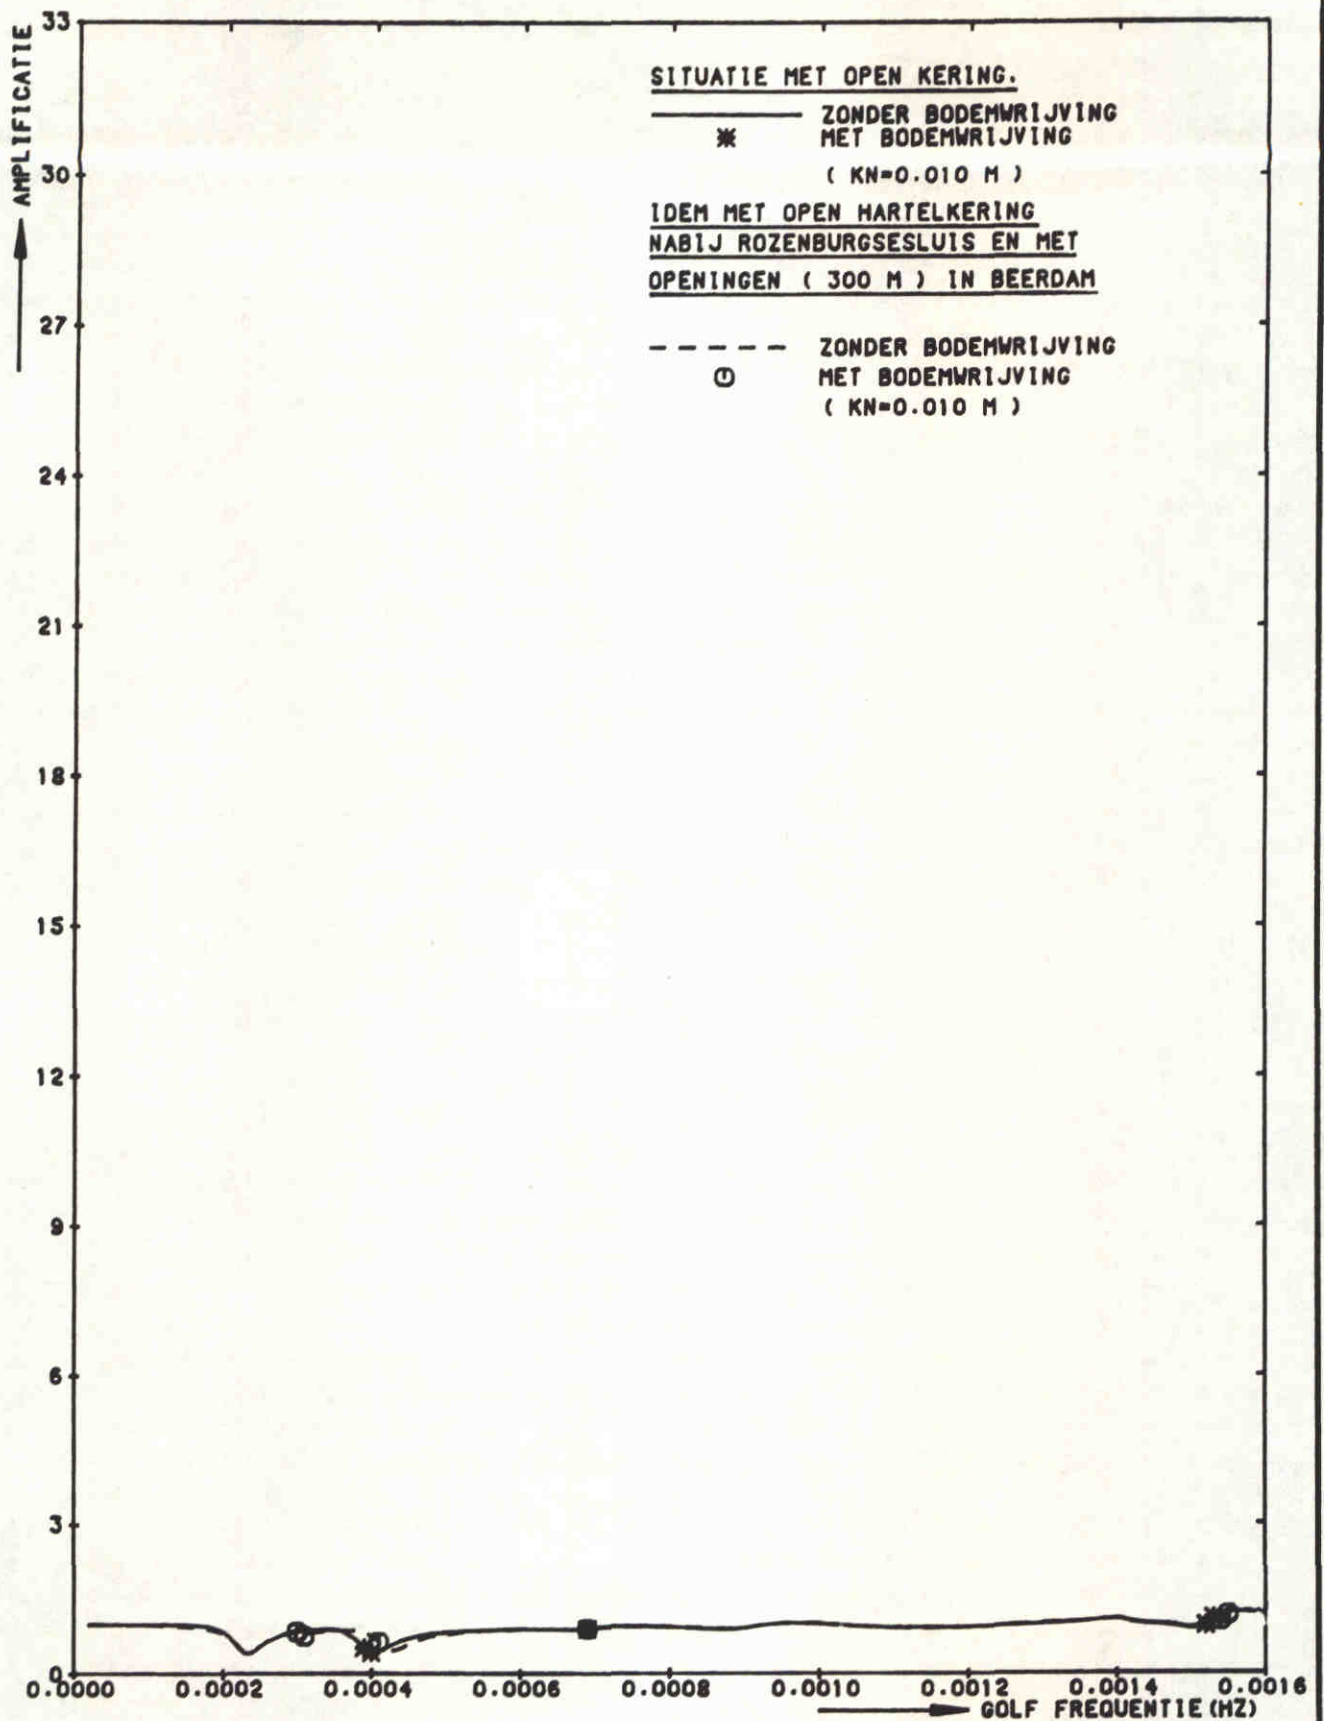 AMPLIFICATIE
33
30
27
24
21
18
15
12
9
6
3
0
SITUATIE MET OPEN KERING.
ZONDER BODEMWRIJVING
MET BODEMWRIJVING
( KN=0.010 M )
IDEM MET OPEN HARTELKERING
NABIJ ROZENBURGSESLUIS EN MET
OPENINGEN ( 300 M ) IN BEERDAM
ZONDER BODEMWRIJVING
MET BODEMWRIJVING
( KN=0.010 M )
0.0000 0.0002 0.0004 0.0006 0.0008 0.0010 0.0012 0.0014 0.0016
GOLF FREQUENTIE(HZ)